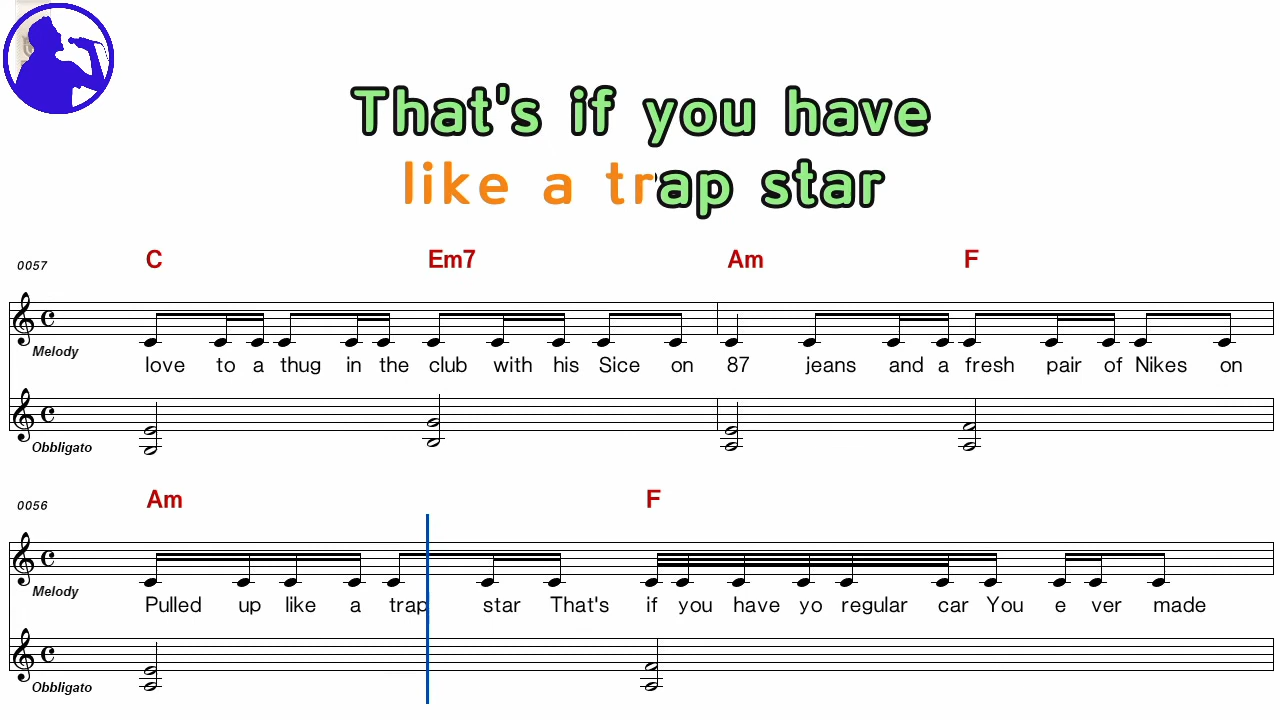 That's if you have
like a trap star
0057
C Em7 Am F
Melody
love to a thug in the club with his Sice on 87 jeans and a fresh pair of Nikes on
Obbligato
0056
Am F
Melody
Pulled up like a trap star That's if you have yo regular car You e ver made
Obbligato